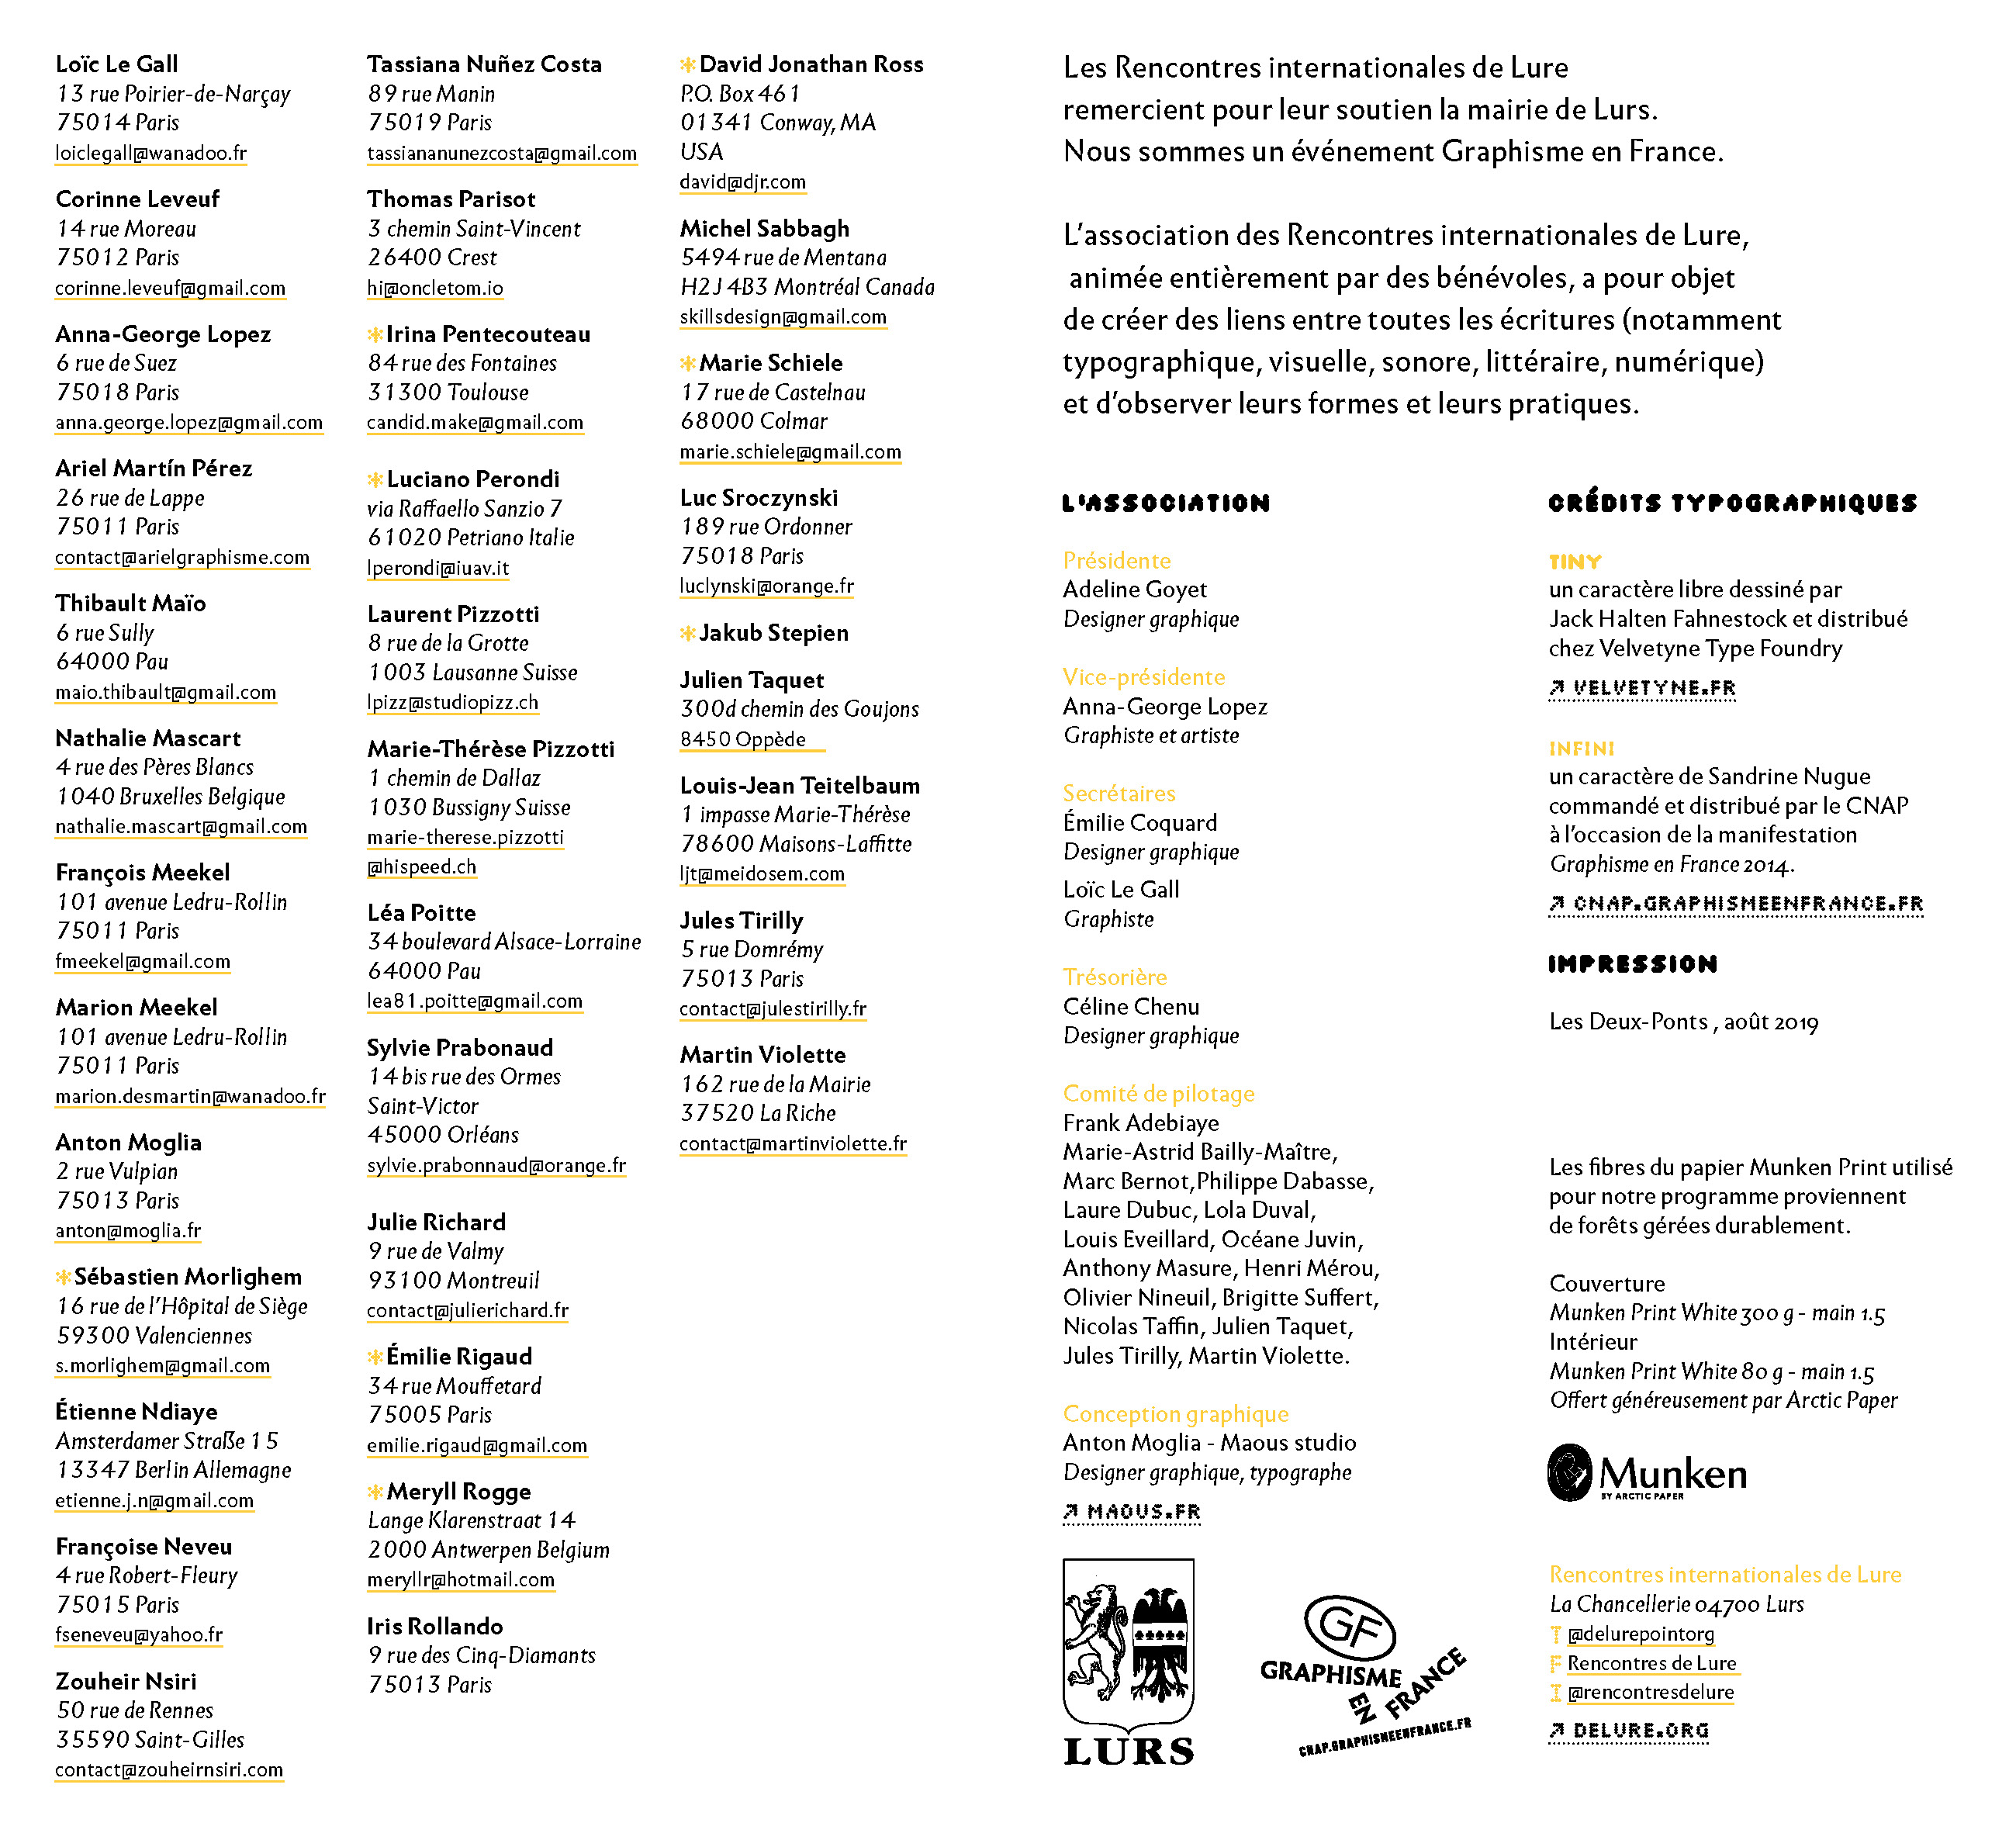 Loïc Le Gall
13 rue Poirier-de-Narçay
75014 Paris
loiclegall@wanadoo.fr
Corinne Leveuf
14 rue Moreau
75012 Paris
corinne.leveuf@gmail.com
Anna-George Lopez
6 rue de Suez
75018 Paris
anna.george.lopez@gmail.com
Ariel Martín Pérez
26 rue de Lappe
75011 Paris
contact@arielgraphisme.com
Thibault Maïo
6 rue Sully
64000 Pau
maio.thibault@gmail.com
Nathalie Mascart
4 rue des Pères Blancs
1040 Bruxelles Belgique
nathalie.mascart@gmail.com
François Meekel
101 avenue Ledru-Rollin
75011 Paris
fmeekel@gmail.com
Marion Meekel
101 avenue Ledru-Rollin
75011 Paris
marion.desmartin@wanadoo.fr
Anton Moglia
2 rue Vulpian
75013 Paris
anton@moglia.fr
Sébastien Morlighem
16 rue de l'Hôpital de Siège
59300 Valenciennes
s.morlighem@gmail.com
Étienne Ndiaye
Amsterdamer Straße 15
13347 Berlin Allemagne
etienne.j.n@gmail.com
Françoise Neveu
4 rue Robert-Fleury
75015 Paris
fseneveu@yahoo.fr
Zouheir Nsiri
50 rue de Rennes
35590 Saint-Gilles
contact@zouheirnsiri.com
Tassiana Nuñez Costa
89 rue Manin
75019 Paris
tassiananunezcosta@gmail.com
Thomas Parisot
3 chemin Saint-Vincent
26400 Crest
hi@oncletom.io
Irina Pentecouteau
84 rue des Fontaines
31300 Toulouse
candid.make@gmail.com
Luciano Perondi
via Raffaello Sanzio 7
61020 Petriano Italie
lperondi@iuav.it
Laurent Pizzotti
8 rue de la Grotte
1003 Lausanne Suisse
lpizz@studiopizz.ch
Marie-Thérèse Pizzotti
1 chemin de Dallaz
1030 Bussigny Suisse
marie-therese.pizzotti
@hispeed.ch
Léa Poitte
34 boulevard Alsace-Lorraine
64000 Pau
lea81.poitte@gmail.com
Sylvie Prabonaud
14 bis rue des Ormes
Saint-Victor
45000 Orléans
sylvie.prabonnaud@orange.fr
Julie Richard
9 rue de Valmy
93100 Montreuil
contact@julierichard.fr
Émilie Rigaud
34 rue Mouffetard
75005 Paris
emilie.rigaud@gmail.com
Meryll Rogge
Lange Klarenstraat 14
2000 Antwerpen Belgium
meryllr@hotmail.com
Iris Rollando
9 rue des Cinq-Diamants
75013 Paris
David Jonathan Ross
P.O. Box 461
01341 Conway, MA
USA
david@djr.com
Michel Sabbagh
5494 rue de Mentana
H2J 4B3 Montréal Canada
skillsdesign@gmail.com
Marie Schiele
17 rue de Castelnau
68000 Colmar
marie.schiele@gmail.com
Luc Sroczynski
189 rue Ordonner
75018 Paris
luclynski@orange.fr
Jakub Stepien
Julien Taquet
300d chemin des Goujons
8450 Oppède
Louis-Jean Teitelbaum
1 impasse Marie-Thérèse
78600 Maisons-Laffitte
ljt@meidosem.com
Jules Tirilly
5 rue Domrémy
75013 Paris
contact@julestirilly.fr
Martin Violette
162 rue de la Mairie
37520 La Riche
contact@martinviolette.fr
Les Rencontres internationales de Lure
remercient pour leur soutien la mairie de Lurs.
Nous sommes un événement Graphisme en France.
L'association des Rencontres internationales de Lure,
animée entièrement par des bénévoles, a pour objet
de créer des liens entre toutes les écritures (notamment
typographique, visuelle, sonore, littéraire, numérique)
et d'observer leurs formes et leurs pratiques.
L'ASSOCIATION
Présidente
Adeline Goyet
Designer graphique
Vice-présidente
Anna-George Lopez
Graphiste et artiste
Secrétaires
Émilie Coquard
Designer graphique
Loïc Le Gall
Graphiste
Trésorière
Céline Chenu
Designer graphique
Comité de pilotage
Frank Adebiaye
Marie-Astrid Bailly-Maître,
Marc Bernot, Philippe Dabasse,
Laure Dubuc, Lola Duval,
Louis Eveillard, Océane Juvin,
Anthony Masure, Henri Mérou,
Olivier Nineuil, Brigitte Suffert,
Nicolas Taffin, Julien Taquet,
Jules Tirilly, Martin Violette.
Conception graphique
Anton Moglia - Maous studio
Designer graphique, typographe
↗ MAOUS.FR
LURS
GF
GRAPHISME
EN FRANCE
CNAP.GRAPHISMEENFRANCE.FR
CRÉDITS TYPOGRAPHIQUES
TINY
un caractère libre dessiné par
Jack Halten Fahnestock et distribué
chez Velvetyne Type Foundry
↗ VELVETYNE.FR
INFINI
un caractère de Sandrine Nugue
commandé et distribué par le CNAP
à l'occasion de la manifestation
Graphisme en France 2014.
↗ CNAP.GRAPHISMEENFRANCE.FR
IMPRESSION
Les Deux-Ponts , août 2019
Les fibres du papier Munken Print utilisé
pour notre programme proviennent
de forêts gérées durablement.
Couverture
Munken Print White 300 g - main 1.5
Intérieur
Munken Print White 80 g - main 1.5
Offert généreusement par Arctic Paper
Munken
BY ARCTIC PAPER
Rencontres internationales de Lure
La Chancellerie 04700 Lurs
T @delurepointorg
F Rencontres de Lure
I @rencontresdelure
↗ DELURE.ORG